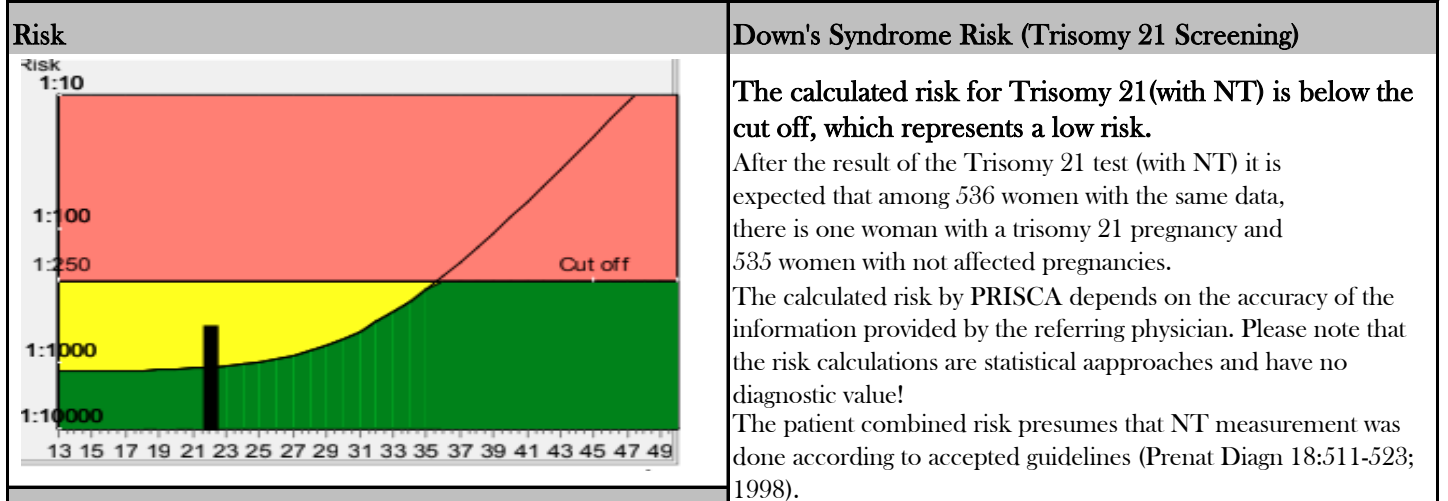 Risk
Risk
1:10
1:100
1:250
Cut off
1:1000
1:10000
13 15 17 19 21 23 25 27 29 31 33 35 37 39 41 43 45 47 49
Down's Syndrome Risk (Trisomy 21 Screening)
The calculated risk for Trisomy 21(with NT) is below the
cut off, which represents a low risk.
After the result of the Trisomy 21 test (with NT) it is
expected that among 536 women with the same data,
there is one woman with a trisomy 21 pregnancy and
535 women with not affected pregnancies.
The calculated risk by PRISCA depends on the accuracy of the
information provided by the referring physician. Please note that
the risk calculations are statistical aapproaches and have no
diagnostic value!
The patient combined risk presumes that NT measurement was
done according to accepted guidelines (Prenat Diagn 18:511-523;
1998).